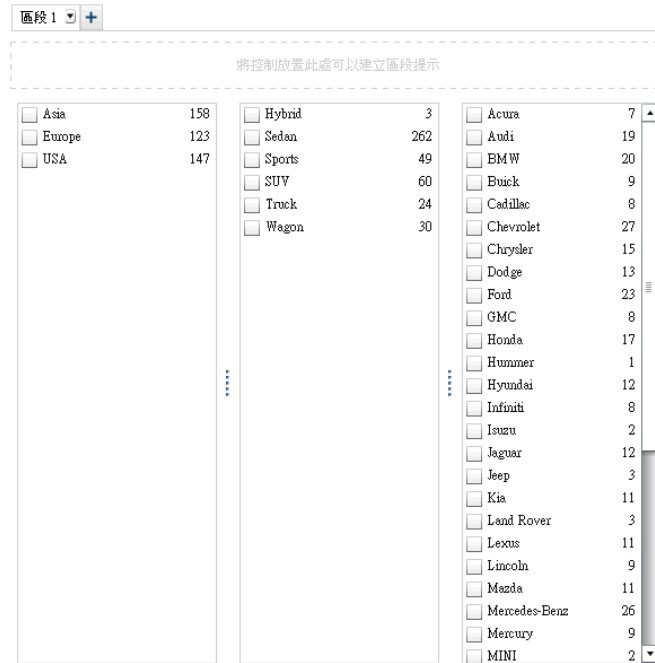 區段 1
將控制放置此處可以建立區段提示
Asia 158
Europe 123
USA 147
Hybrid 3
Sedan 262
Sports 49
SUV 60
Truck 24
Wagon 30
Acura 7
Audi 19
BMW 20
Buick 9
Cadillac 8
Chevrolet 27
Chrysler 15
Dodge 13
Ford 23
GMC 8
Honda 17
Hummer 1
Hyundai 12
Infiniti 8
Isuzu 2
Jaguar 12
Jeep 3
Kia 11
Land Rover 3
Lexus 11
Lincoln 9
Mazda 11
Mercedes-Benz 26
Mercury 9
MINI 2